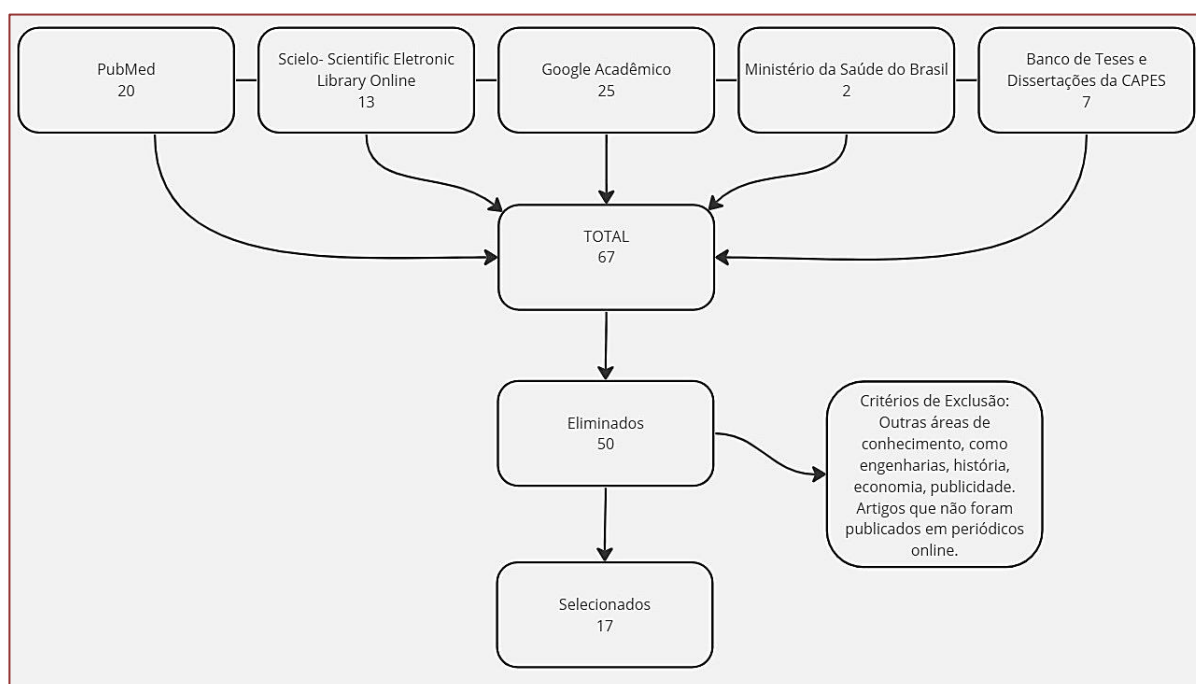 PubMed
20
Scielo- Scientific Eletronic
Library Online
13
Google Acadêmico
25
Ministério da Saúde do Brasil
2
Banco de Teses e
Dissertações da CAPES
7
TOTAL
67
Eliminados
50
Critérios de Exclusão:
Outras áreas de
conhecimento, como
engenharias, história,
economia, publicidade.
Artigos que não foram
publicados em periódicos
online.
Selecionados
17